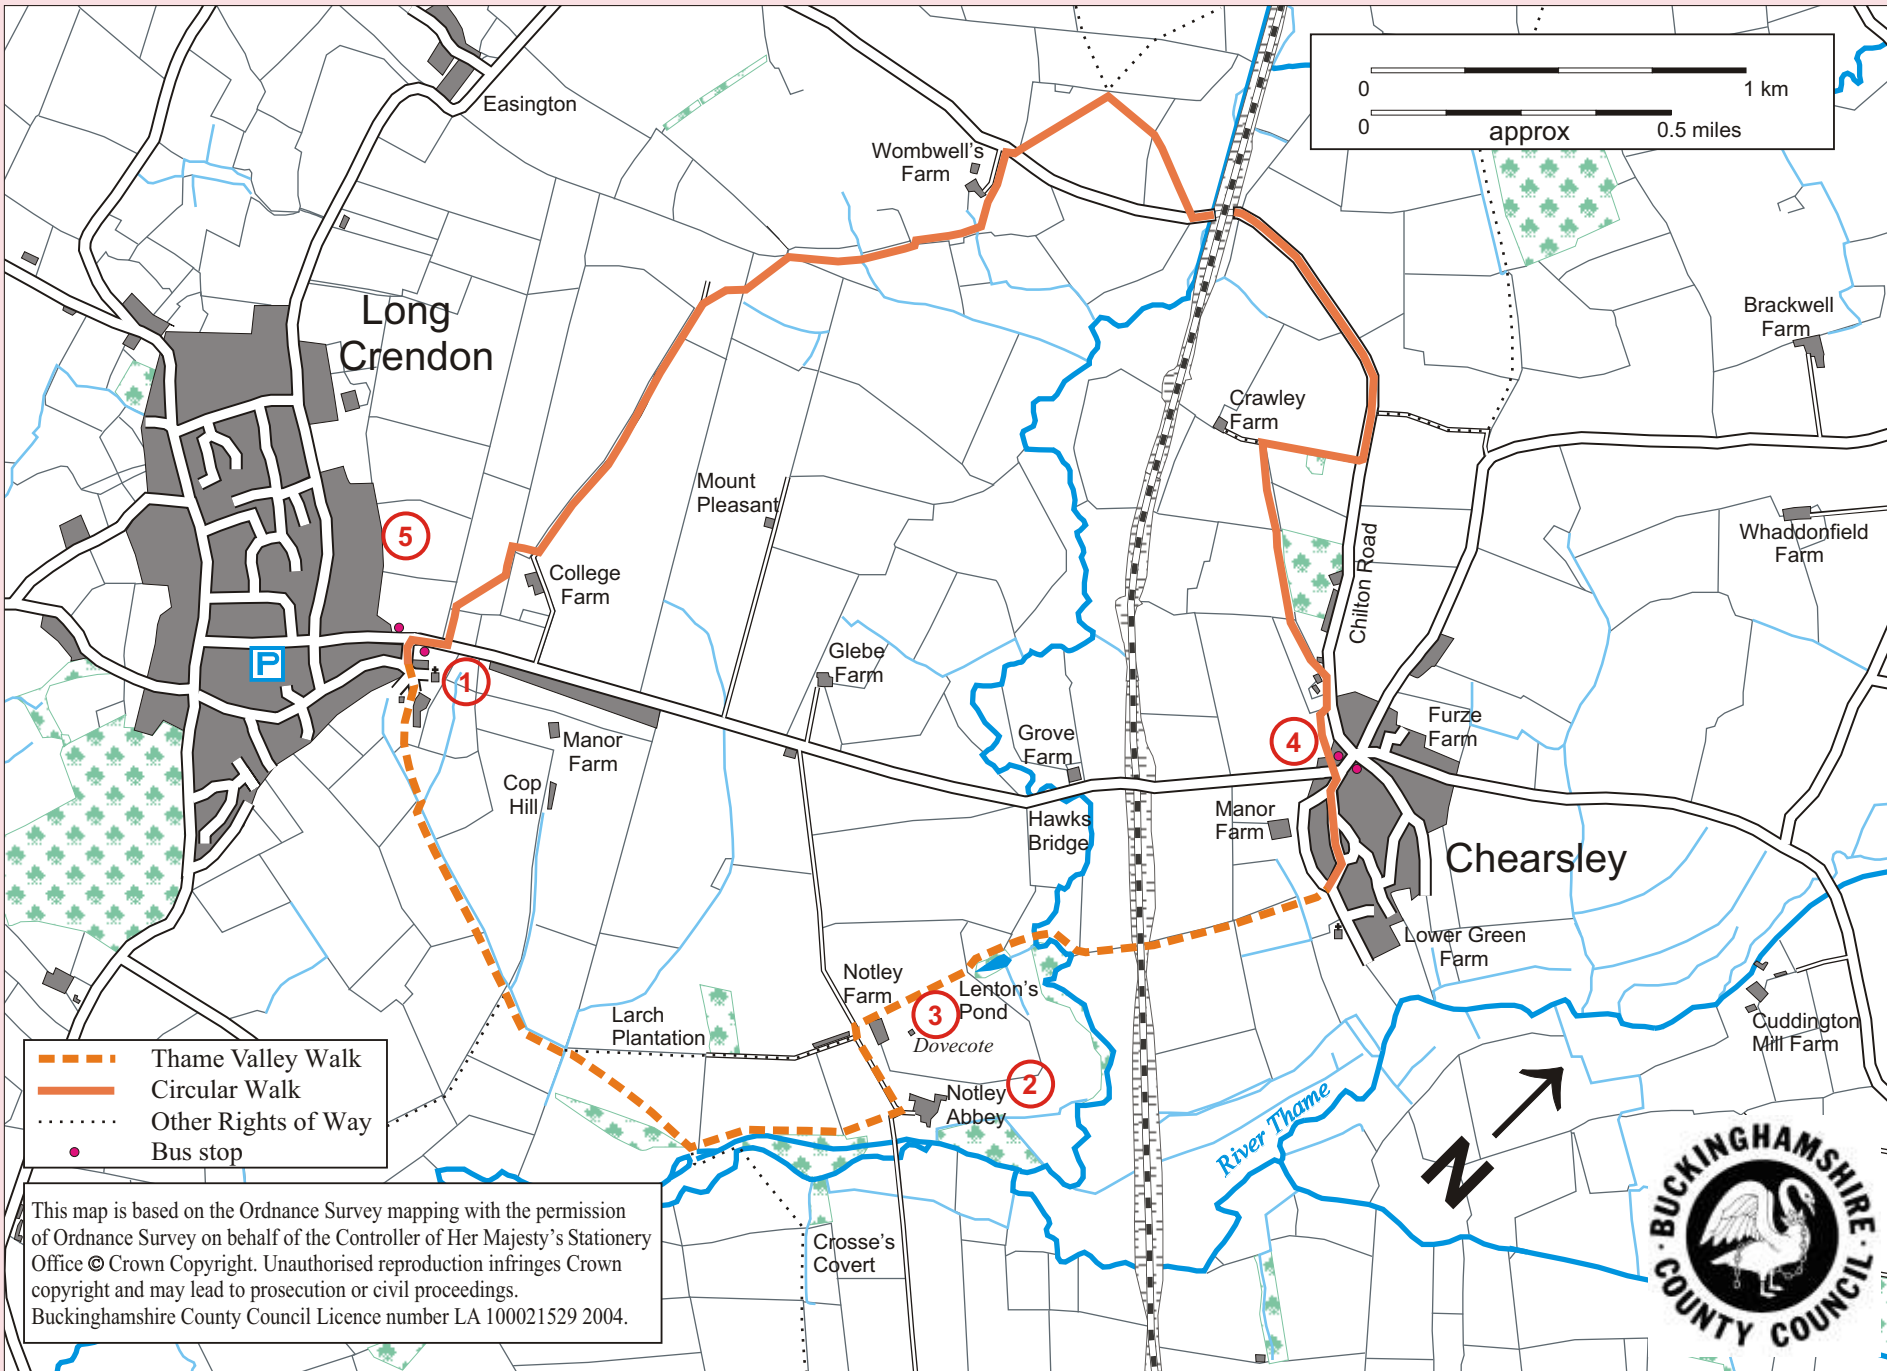 Easington
Wombwell's
Farm
0
1 km
0
approx
0.5 miles
Long
Crendon
Brackwell
Farm
Crawley
Farm
Mount
Pleasant
Whaddonfield
Farm
5
College
Farm
Chilton Road
P
1
Glebe
Farm
Manor
Farm
Cop
Hill
Grove
Farm
4
Furze
Farm
Hawks
Bridge
Manor
Farm
Chearsley
Lower Green
Farm
Notley
Farm
Lenton's
Pond
3
Dovecote
Larch
Plantation
2
Notley
Abbey
Cuddington
Mill Farm
River Thame
N
Crosse's
Covert
Thame Valley Walk
Circular Walk
Other Rights of Way
Bus stop
This map is based on the Ordnance Survey mapping with the permission
of Ordnance Survey on behalf of the Controller of Her Majesty's Stationery
Office © Crown Copyright. Unauthorised reproduction infringes Crown
copyright and may lead to prosecution or civil proceedings.
Buckinghamshire County Council Licence number LA 100021529 2004.
· BUCKINGHAMSHIRE ·
COUNTY COUNCIL